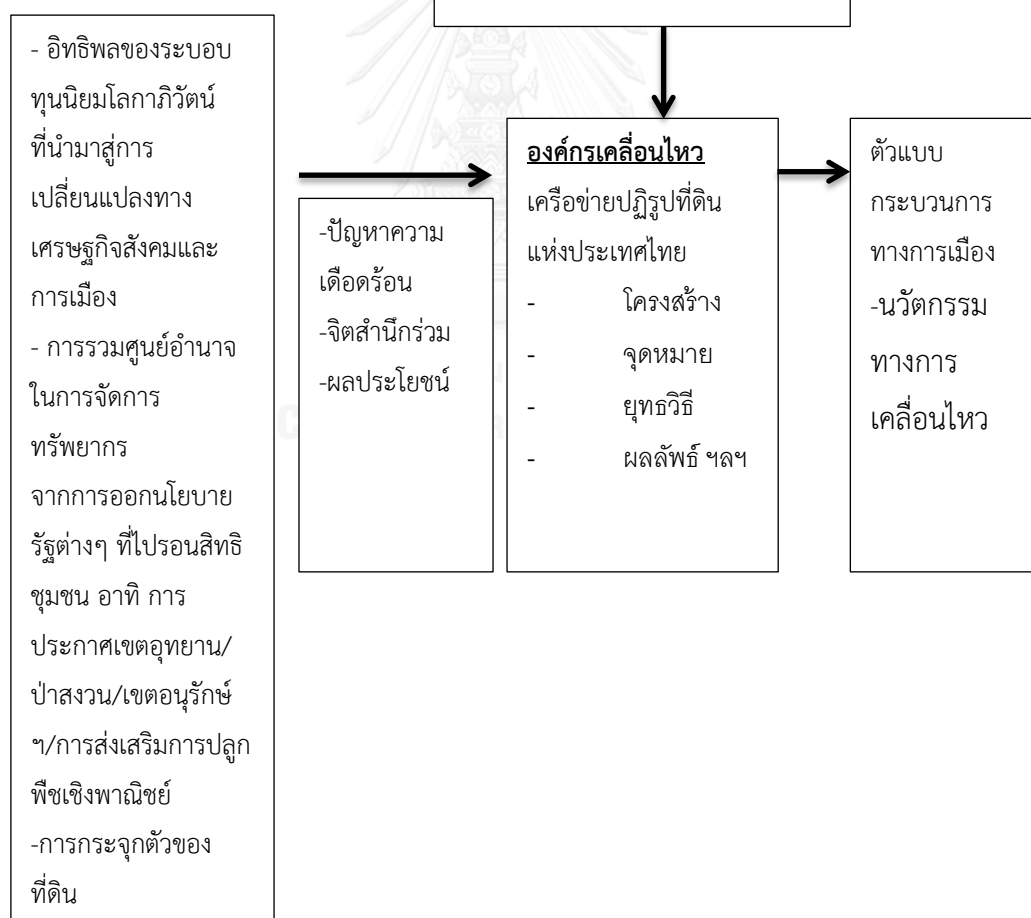 - อิทธิพลของระบอบ
ทุนนิยมโลกาภิวัตน์
ที่นำมาสู่การ
เปลี่ยนแปลงทาง
เศรษฐกิจสังคมและ
การเมือง
- การรวมศูนย์อำนาจ
ในการจัดการ
ทรัพยากร
จากการออกนโยบาย
รัฐต่างๆ ที่ไปรอนสิทธิ
ชุมชน อาทิ การ
ประกาศเขตอุทยาน/
ป่าสงวน/เขตอนุรักษ์
ฯ/การส่งเสริมการปลูก
พืชเชิงพาณิชย์
-การกระจุกตัวของ
ที่ดิน
-ปัญหาความ
เดือดร้อน
-จิตสำนึกร่วม
-ผลประโยชน์
องค์กรเคลื่อนไหว
เครือข่ายปฏิรูปที่ดิน
แห่งประเทศไทย
- โครงสร้าง
- จุดหมาย
- ยุทธวิธี
- ผลลัพธ์ ฯลฯ
ตัวแบบ
กระบวนการ
ทางการเมือง
-นวัตกรรม
ทางการ
เคลื่อนไหว